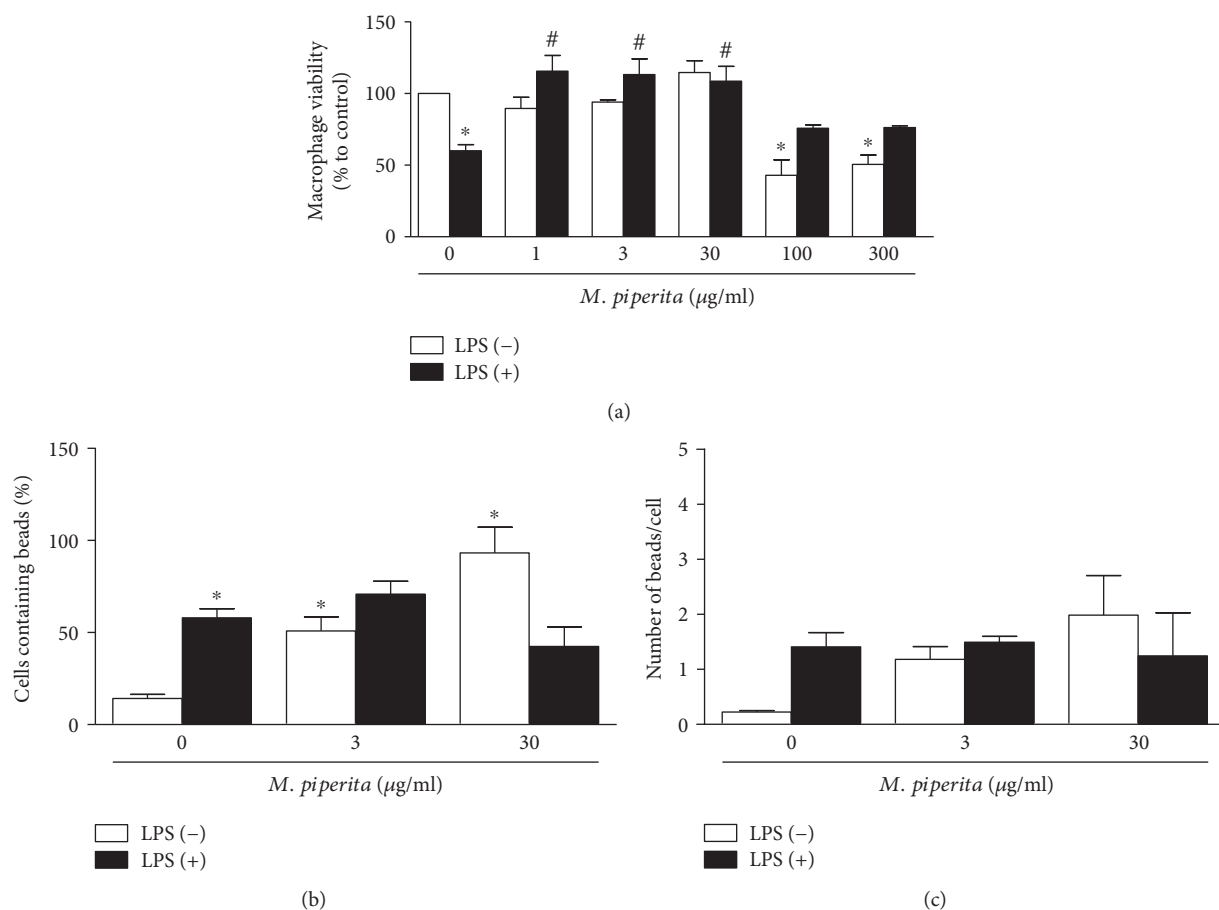 150
100
50
0
Macrophage viability
(% to control)
*
#
#
#
*
*
0 1 3 30 100 300
M. piperita (μg/ml)
LPS (−)
LPS (+)
(a)
150
100
50
0
Cells containing beads (%)
*
*
*
0 3 30
M. piperita (μg/ml)
LPS (−)
LPS (+)
(b)
5
4
3
2
1
0
Number of beads/cell
0 3 30
M. piperita (μg/ml)
LPS (−)
LPS (+)
(c)